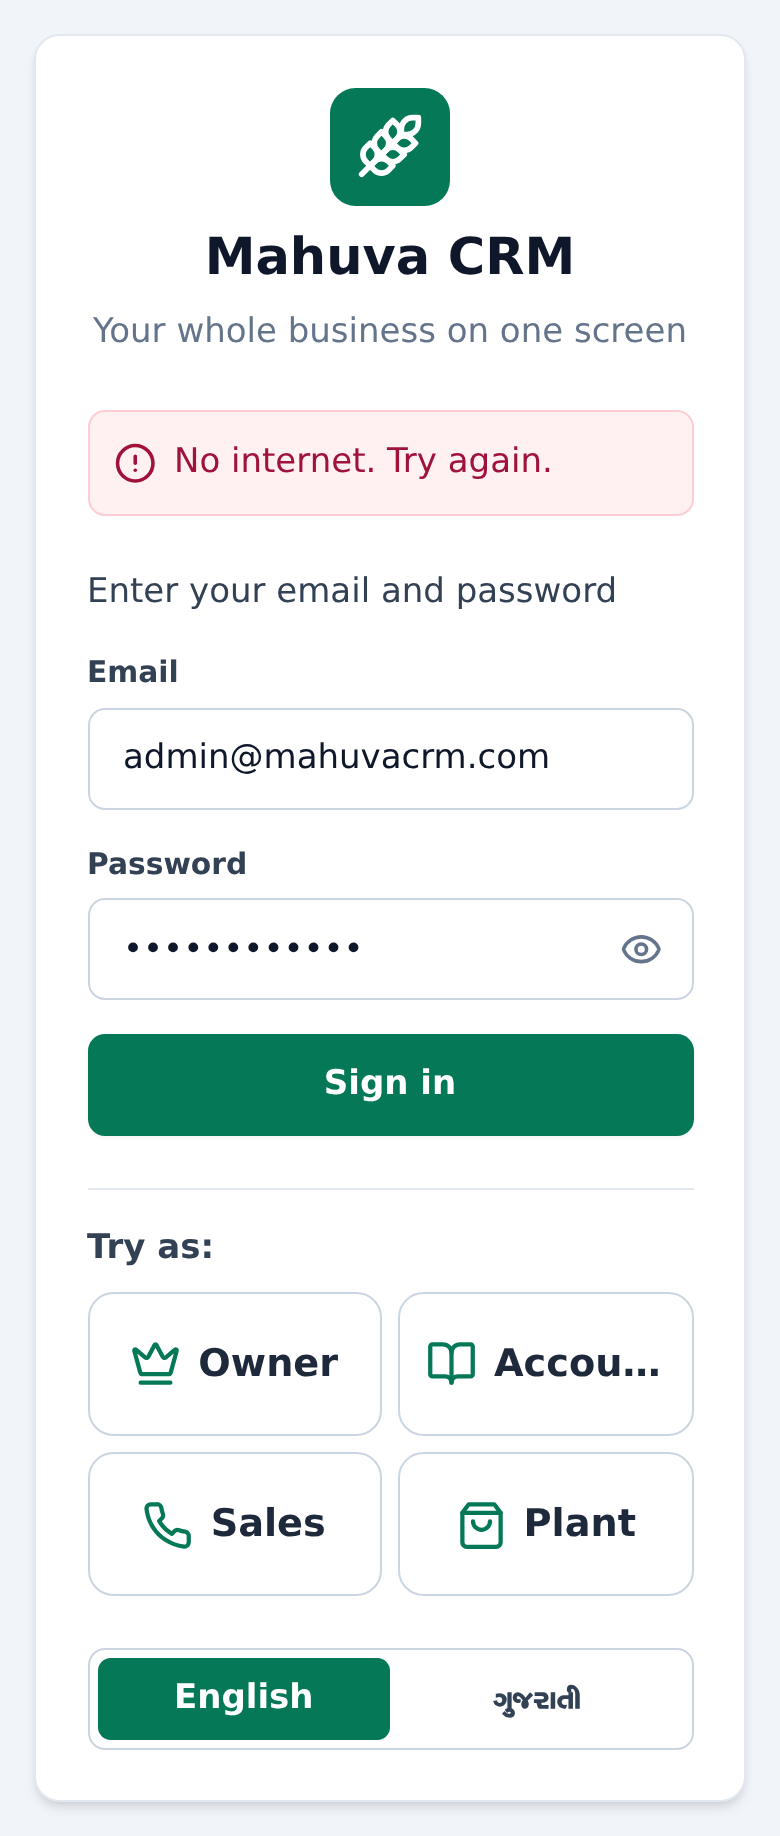 Mahuva CRM
Your whole business on one screen
No internet. Try again.
Enter your email and password
Email
admin@mahuvacrm.com
Password
••••••••••••
Sign in
Try as:
Owner
Accou...
Sales
Plant
English
ગુજરાતી